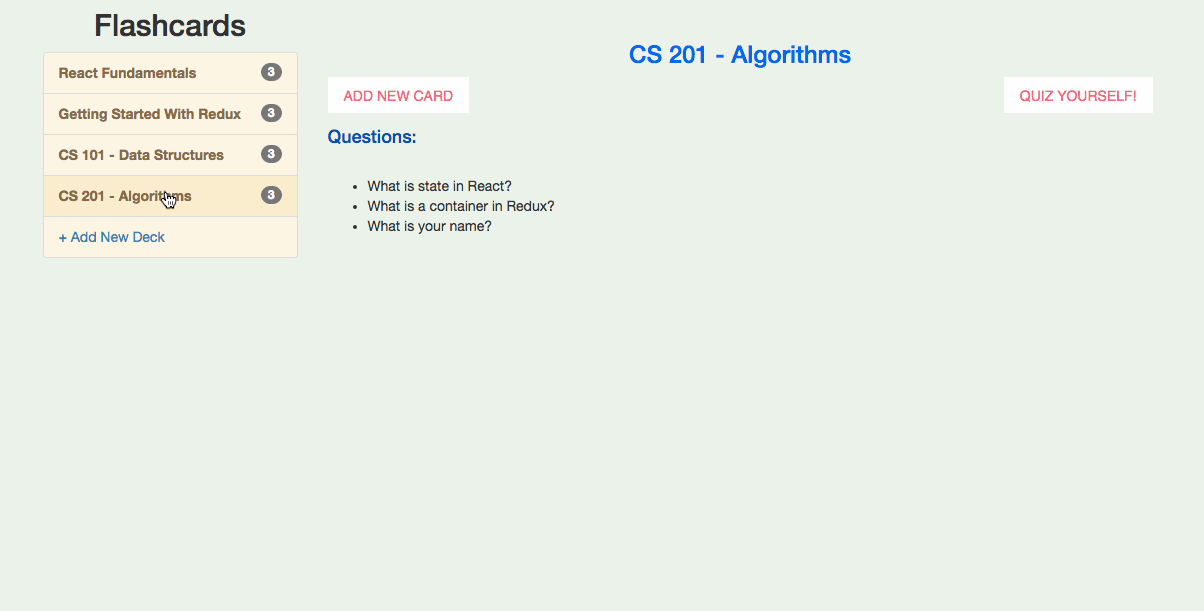 Flashcards
React Fundamentals 3
Getting Started With Redux 3
CS 101 - Data Structures 3
CS 201 - Algorithms 3
+ Add New Deck
CS 201 - Algorithms
ADD NEW CARD
QUIZ YOURSELF!
Questions:
• What is state in React?
• What is a container in Redux?
• What is your name?